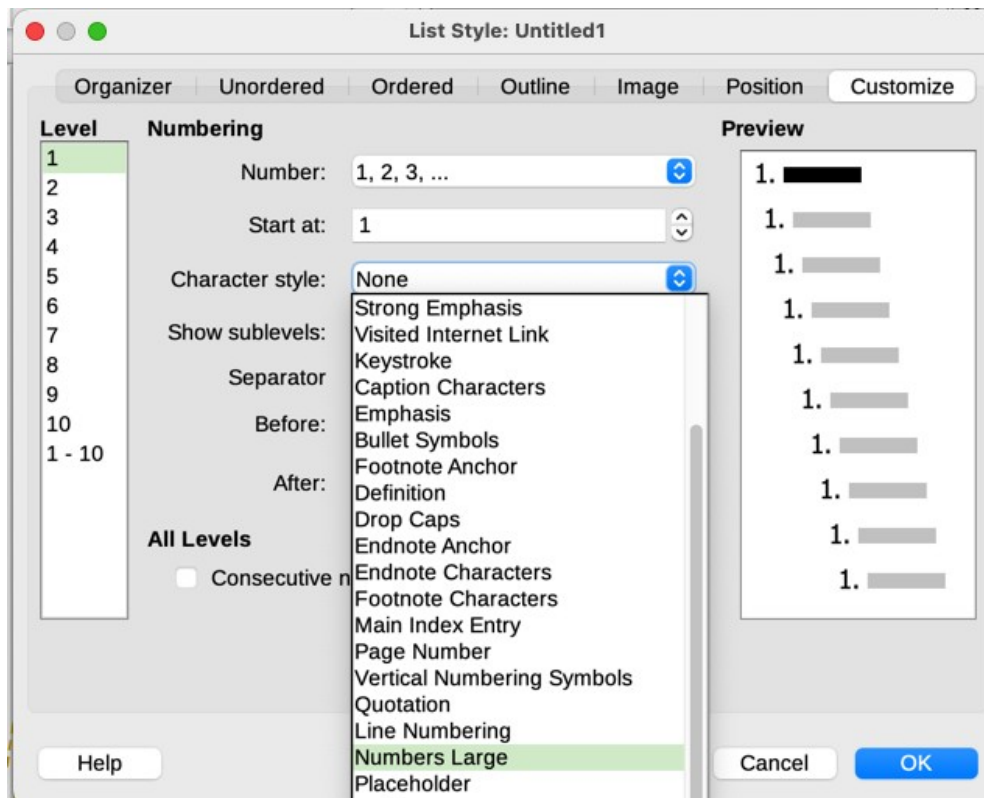 List Style: Untitled1
Organizer Unordered Ordered Outline Image Position Customize
Level Numbering Preview
1
2
3
4
5
6
7
8
9
10
1 - 10
Number: 1, 2, 3, ...
Start at: 1
Character style: None
Show sublevels:
Separator
Before:
After:
All Levels
Consecutive n
Strong Emphasis
Visited Internet Link
Keystroke
Caption Characters
Emphasis
Bullet Symbols
Footnote Anchor
Definition
Drop Caps
Endnote Anchor
Endnote Characters
Footnote Characters
Main Index Entry
Page Number
Vertical Numbering Symbols
Quotation
Line Numbering
Numbers Large
Placeholder
1.
1.
1.
1.
1.
1.
1.
1.
1.
1.
Help Cancel OK